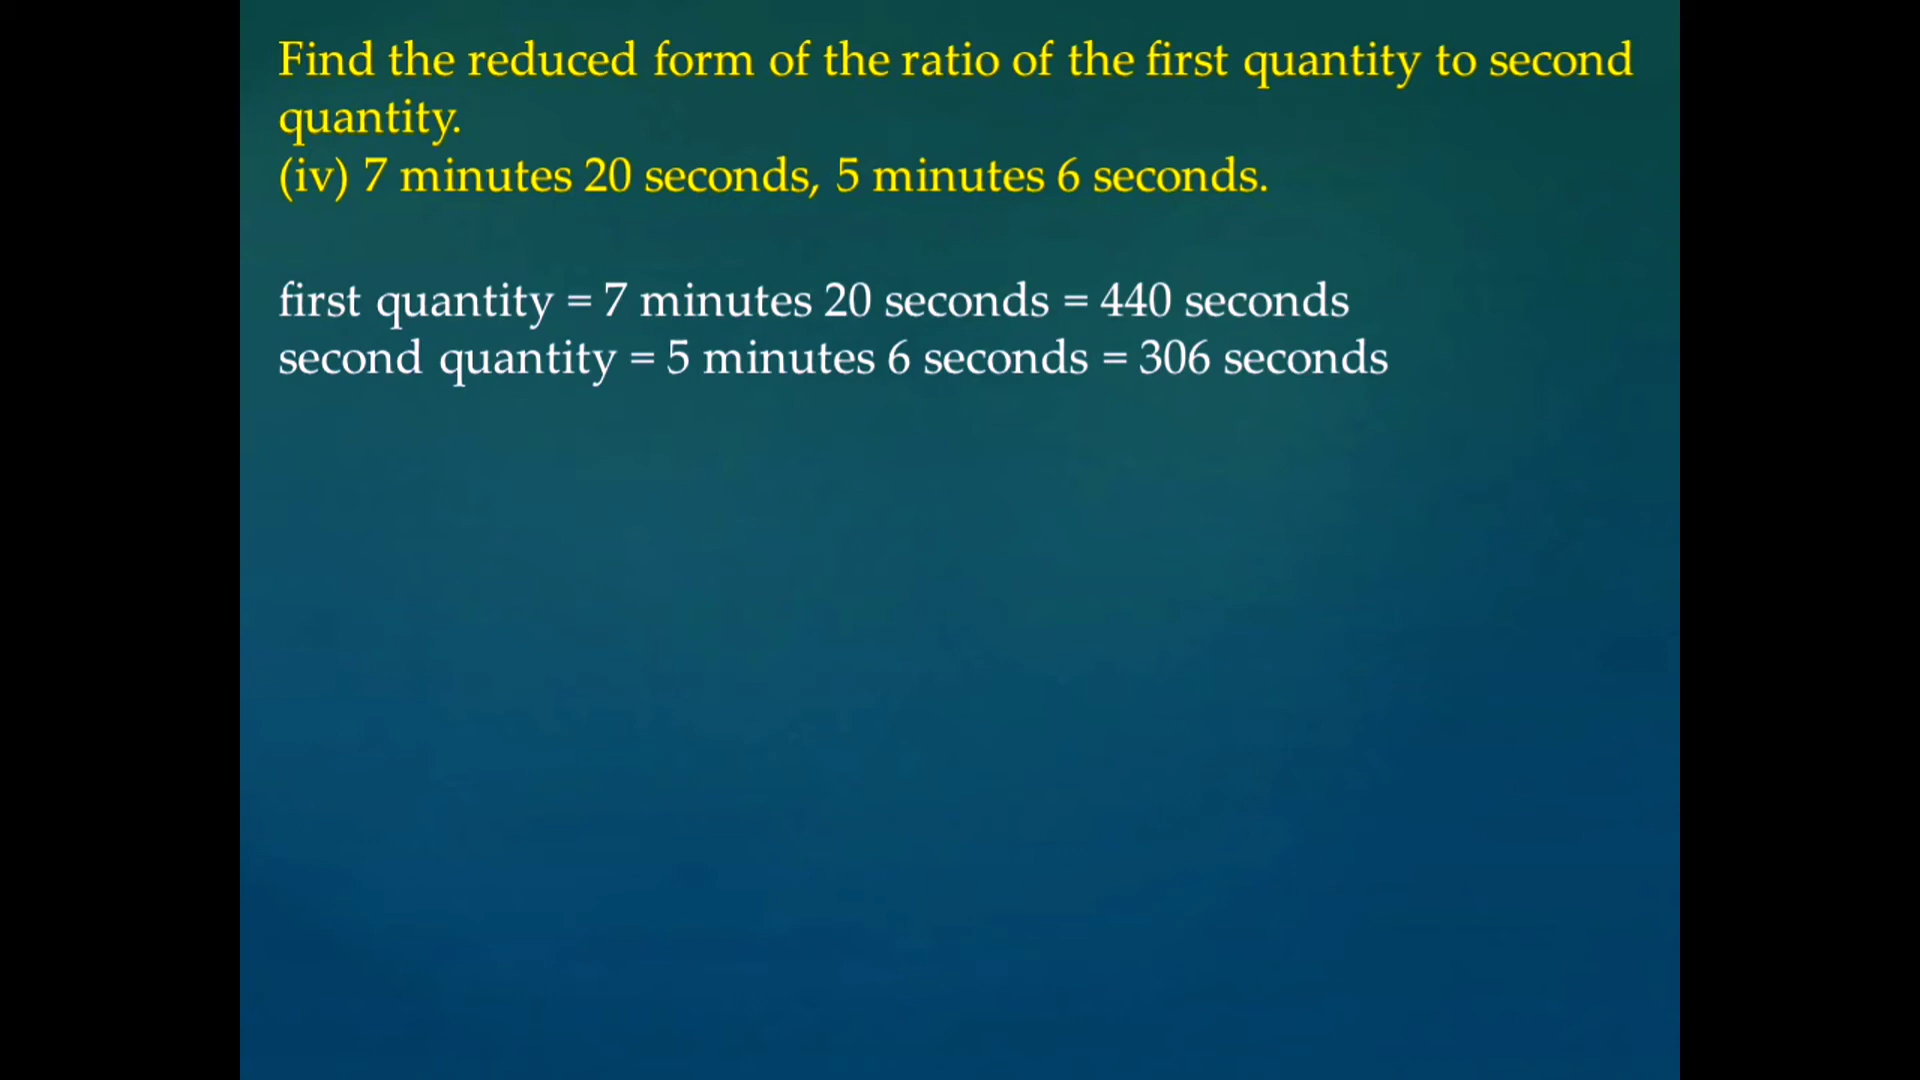 Find the reduced form of the ratio of the first quantity to second
quantity.
(iv) 7 minutes 20 seconds, 5 minutes 6 seconds.
first quantity = 7 minutes 20 seconds = 440 seconds
second quantity = 5 minutes 6 seconds = 306 seconds